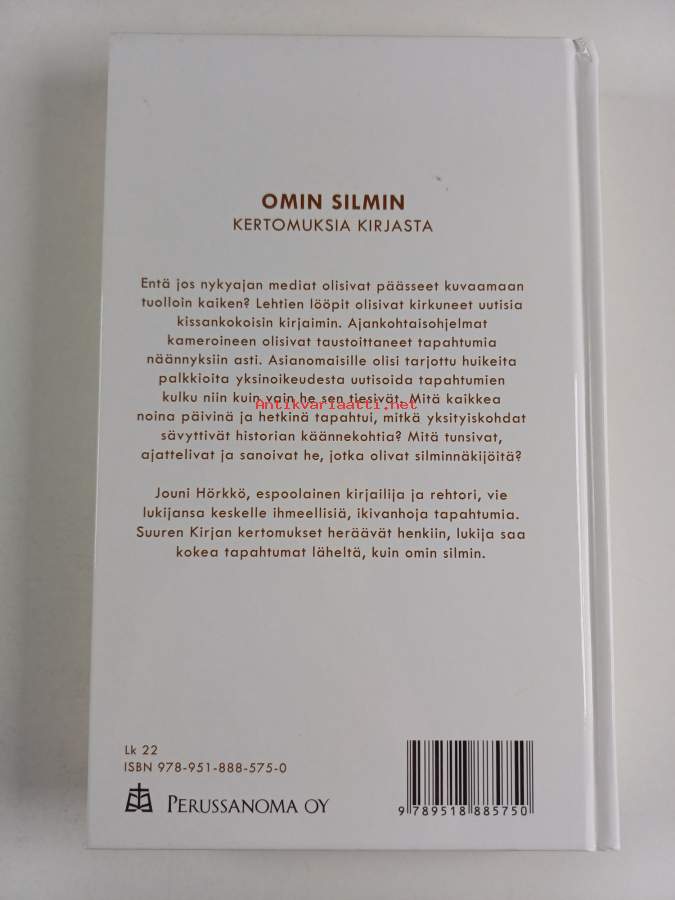 OMIN SILMIN
KERTOMUKSIA KIRJASTA
Entä jos nykyajan mediat olisivat päässeet kuvaamaan
tuolloin kaiken? Lehtien lööpit olisivat kirkuneet uutisia
kissankokoisin kirjaimin. Ajankohtaisohjelmat
kameroineen olisivat taustoittaneet tapahtumia
näännyksiin asti. Asianomaisille olisi tarjottu huikeita
palkkioita yksinoikeudesta uutisoida tapahtumien
kulku niin kuin vain he sen tiesivät. Mitä kaikkea
Antikvariaatti.net
noina päivinä ja hetkinä tapahtui, mitkä yksityiskohdat
sävyttivät historian käännekohtia? Mitä tunsivat,
ajattelivat ja sanoivat he, jotka olivat silminnäkijöitä?
Jouni Hörkkö, espoolainen kirjailija ja rehtori, vie
lukijansa keskelle ihmeellisiä, ikivanhoja tapahtumia.
Suuren Kirjan kertomukset heräävät henkiin, lukija saa
kokea tapahtumat läheltä, kuin omin silmin.
Lk 22
ISBN 978-951-888-575-0
PERUSSANOMA OY
9 789518 885750